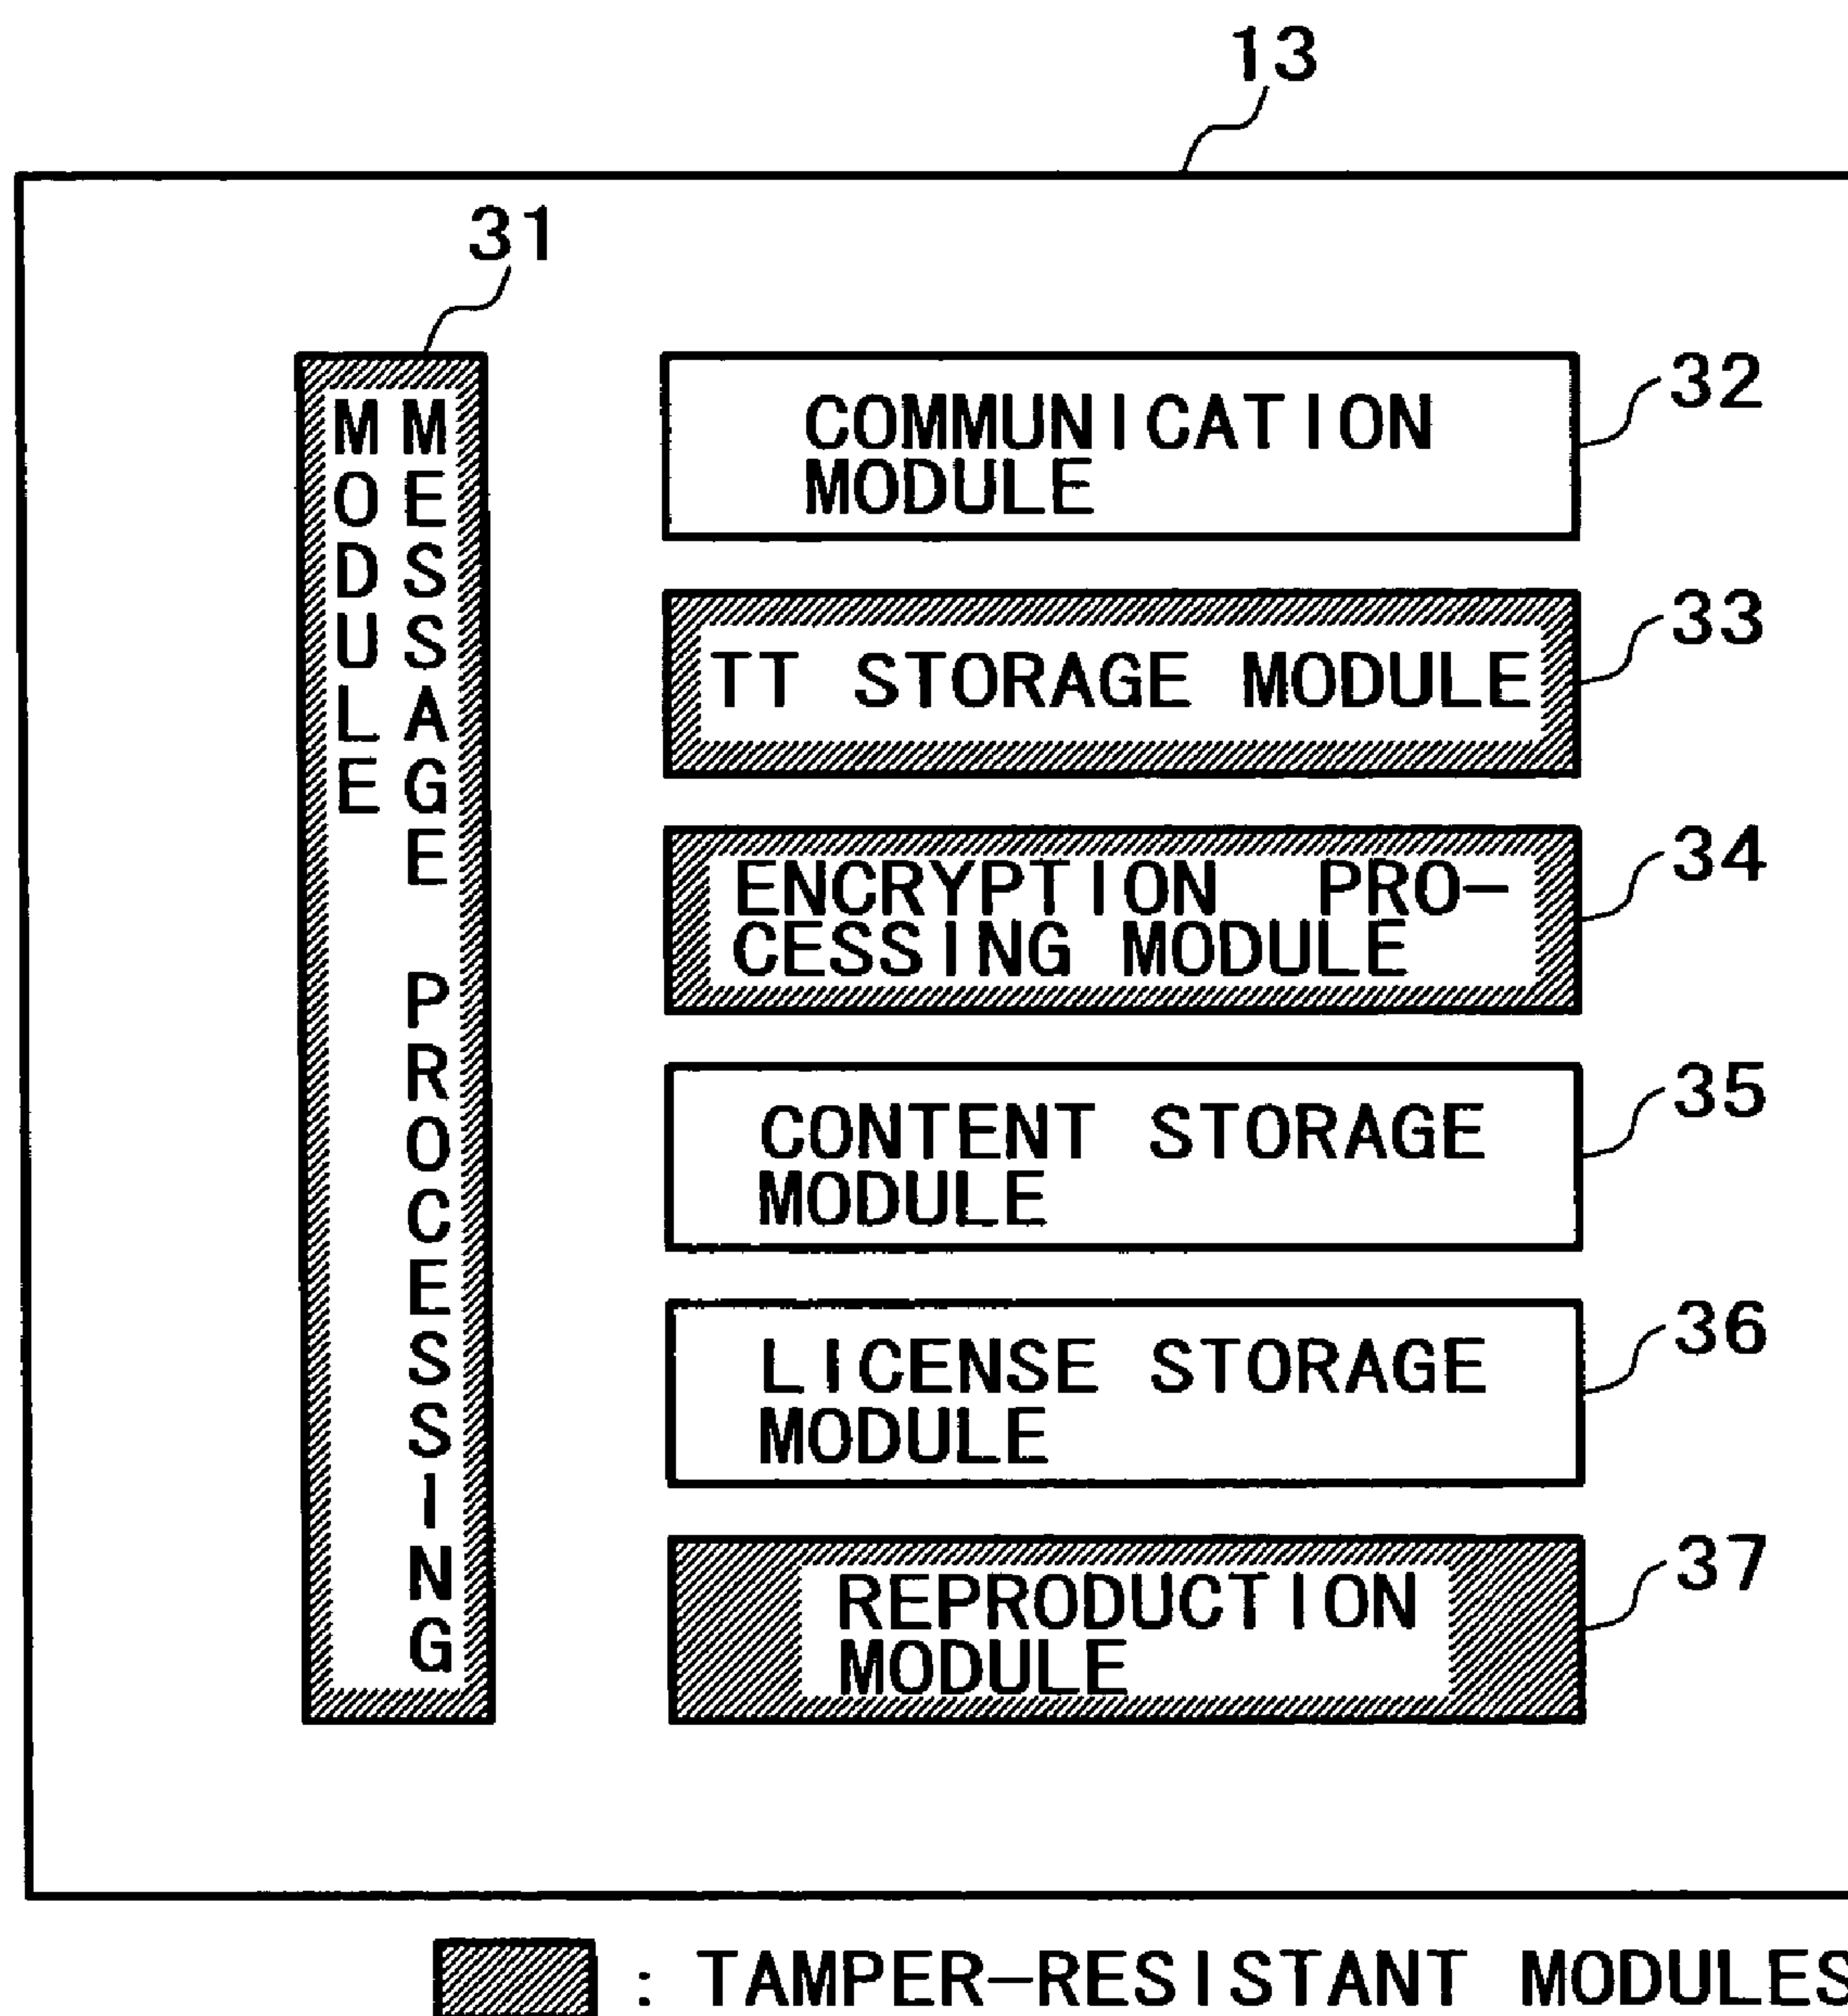 13
31
MESSAGE PROCESSING
MODULE
COMMUNICATION
MODULE
32
TT STORAGE MODULE
33
ENCRYPTION PRO-
CESSING MODULE
34
CONTENT STORAGE
MODULE
35
LICENSE STORAGE
MODULE
36
REPRODUCTION
MODULE
37
: TAMPER-RESISTANT MODULES